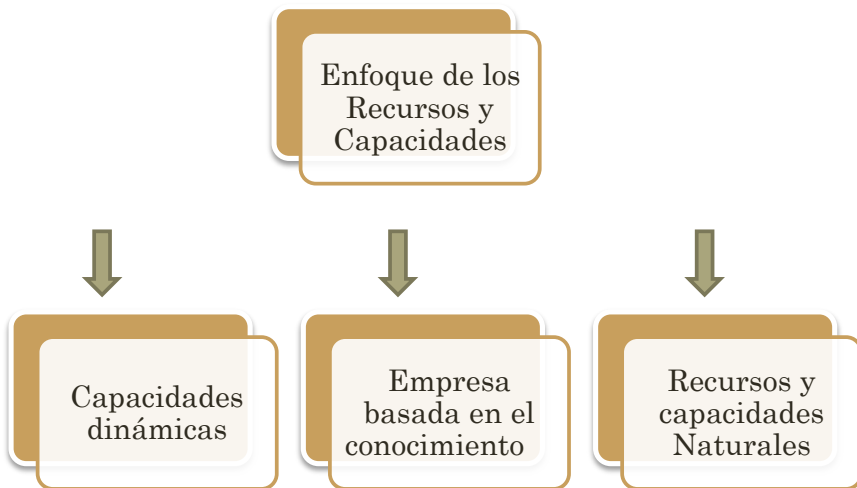 Enfoque de los
Recursos y
Capacidades
Capacidades
dinámicas
Empresa
basada en el
conocimiento
Recursos y
capacidades
Naturales